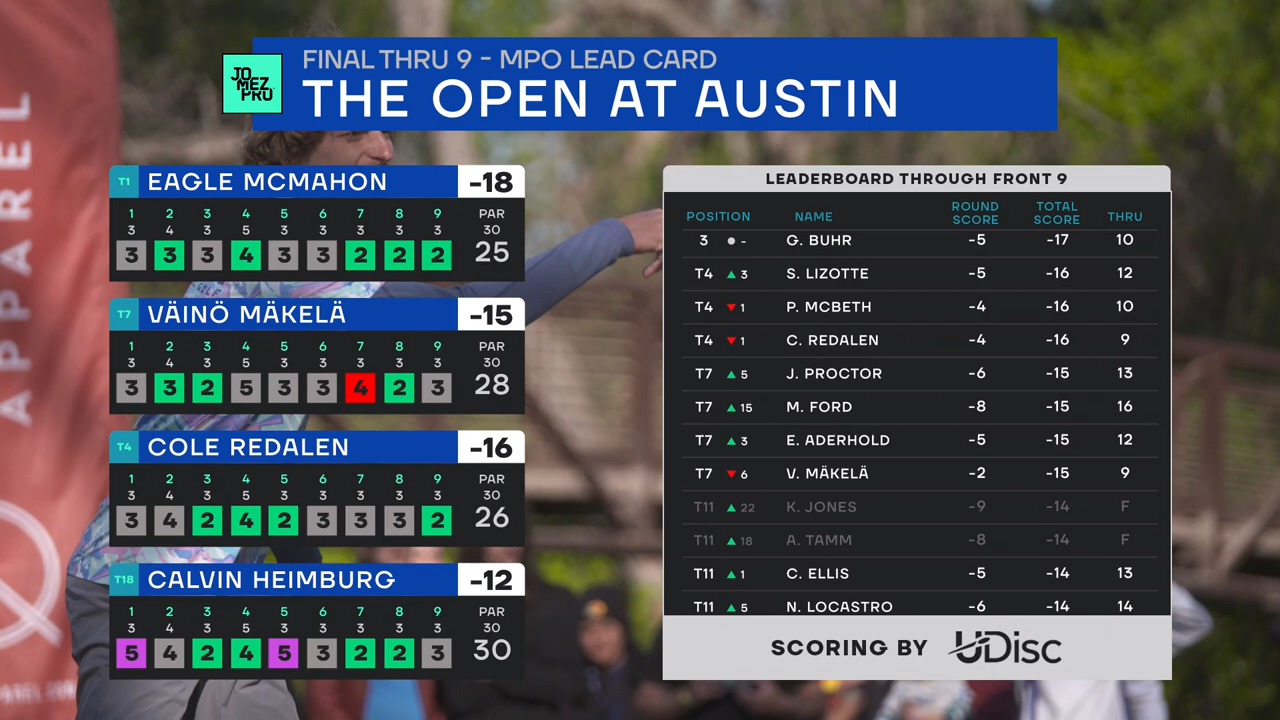 JO
MEZ
PRO
FINAL THRU 9 - MPO LEAD CARD
THE OPEN AT AUSTIN
T1 EAGLE MCMAHON -18
1 2 3 4 5 6 7 8 9 PAR
3 4 3 5 3 3 3 3 3 30
3 3 3 4 3 3 2 2 2 25
T7 VÄINÖ MÄKELÄ -15
1 2 3 4 5 6 7 8 9 PAR
3 4 3 5 3 3 3 3 3 30
3 3 2 5 3 3 4 2 3 28
T4 COLE REDALEN -16
1 2 3 4 5 6 7 8 9 PAR
3 4 3 5 3 3 3 3 3 30
3 4 2 4 2 3 3 3 2 26
T18 CALVIN HEIMBURG -12
1 2 3 4 5 6 7 8 9 PAR
3 4 3 5 3 3 3 3 3 30
5 4 2 4 5 3 2 2 3 30
LEADERBOARD THROUGH FRONT 9
POSITION NAME ROUND SCORE TOTAL SCORE THRU
3 ● - G. BUHR -5 -17 10
T4 ▲ 3 S. LIZOTTE -5 -16 12
T4 ▼ 1 P. MCBETH -4 -16 10
T4 ▼ 1 C. REDALEN -4 -16 9
T7 ▲ 5 J. PROCTOR -6 -15 13
T7 ▲ 15 M. FORD -8 -15 16
T7 ▲ 3 E. ADERHOLD -5 -15 12
T7 ▼ 6 V. MÄKELÄ -2 -15 9
T11 ▲ 22 K. JONES -9 -14 F
T11 ▲ 18 A. TAMM -8 -14 F
T11 ▲ 1 C. ELLIS -5 -14 13
T11 ▲ 5 N. LOCASTRO -6 -14 14
SCORING BY UDisc
APPAREL